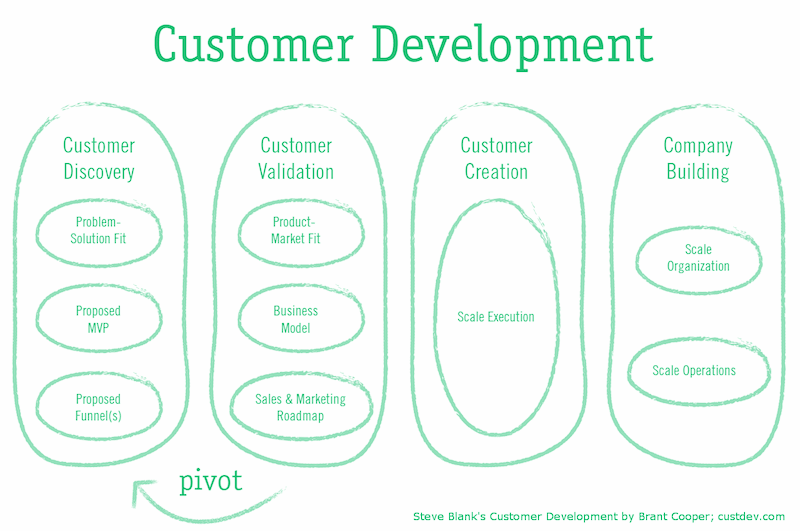 Customer Development
Customer
Discovery
Problem-
Solution Fit
Proposed
MVP
Proposed
Funnel(s)
Customer
Validation
Product-
Market Fit
Business
Model
Sales & Marketing
Roadmap
Customer
Creation
Scale Execution
Company
Building
Scale
Organization
Scale Operations
pivot
Steve Blank's Customer Development by Brant Cooper; custdev.com